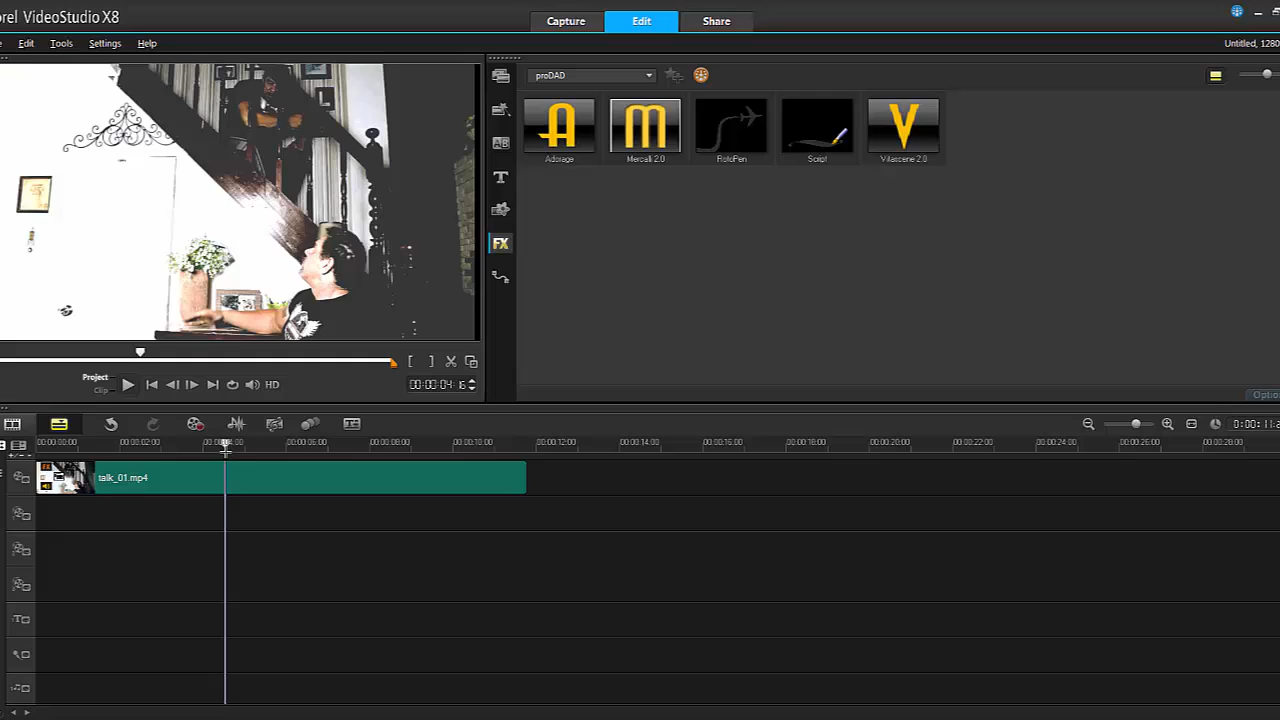 orel VideoStudio X8
Capture
Edit
Share
Edit
Tools
Settings
Help
Untitled, 1280
proDAD
A
M
V
Adorage
Mercalli 2.0
RotoPen
Script
Vitascene 2.0
AB
T
FX
Project
Clip
HD
00:00:04:16
Optio
00:00:00:00
00:00:02:00
00:00:04:00
00:00:06:00
00:00:08:00
00:00:10:00
00:00:12:00
00:00:14:00
00:00:16:00
00:00:18:00
00:00:20:00
00:00:22:00
00:00:24:00
00:00:26:00
00:00:28:00
0:00:11:2
talk_01.mp4